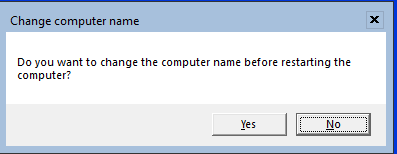 Change computer name
Do you want to change the computer name before restarting the
computer?
Yes
No